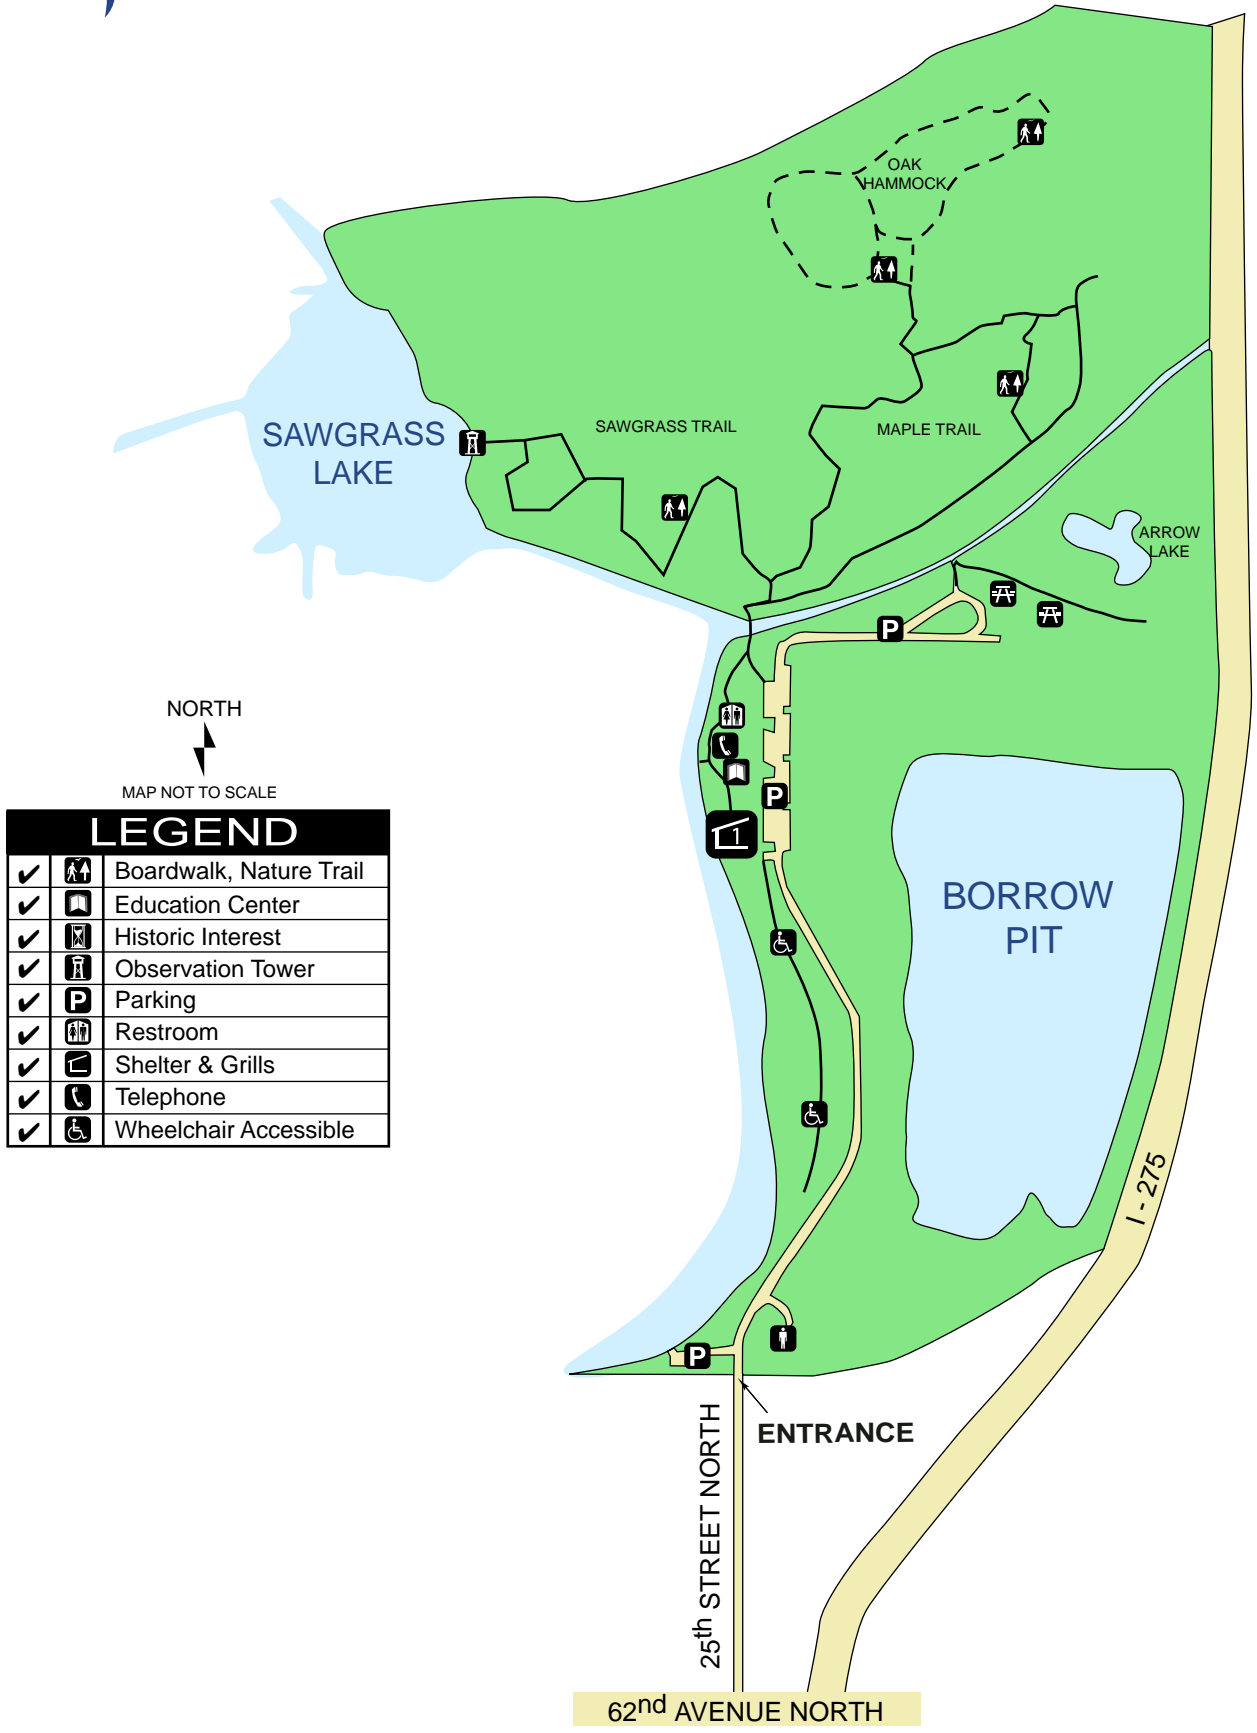 OAK
HAMMOCK
SAWGRASS
LAKE
SAWGRASS TRAIL
MAPLE TRAIL
ARROW
LAKE
P
NORTH
MAP NOT TO SCALE
P
1
LEGEND
Boardwalk, Nature Trail
Education Center
Historic Interest
Observation Tower
P Parking
Restroom
Shelter & Grills
Telephone
Wheelchair Accessible
BORROW
PIT
I - 275
P
ENTRANCE
25th STREET NORTH
62nd AVENUE NORTH